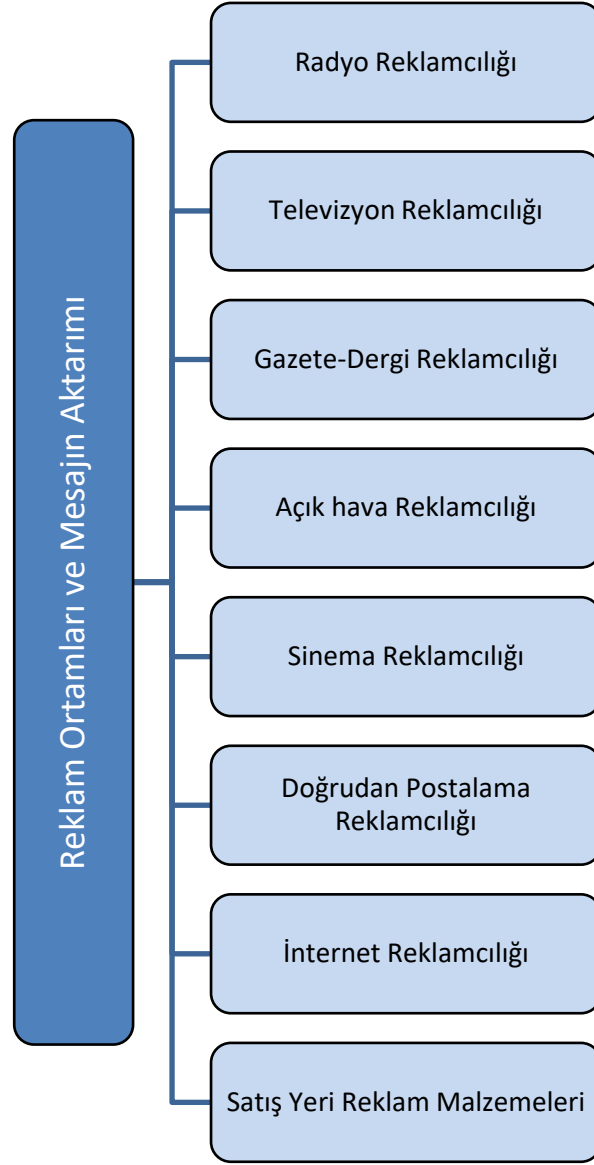 Reklam Ortamları ve Mesajın Aktarımı
Radyo Reklamcılığı
Televizyon Reklamcılığı
Gazete-Dergi Reklamcılığı
Açık hava Reklamcılığı
Sinema Reklamcılığı
Doğrudan Postalama
Reklamcılığı
İnternet Reklamcılığı
Satış Yeri Reklam Malzemeleri